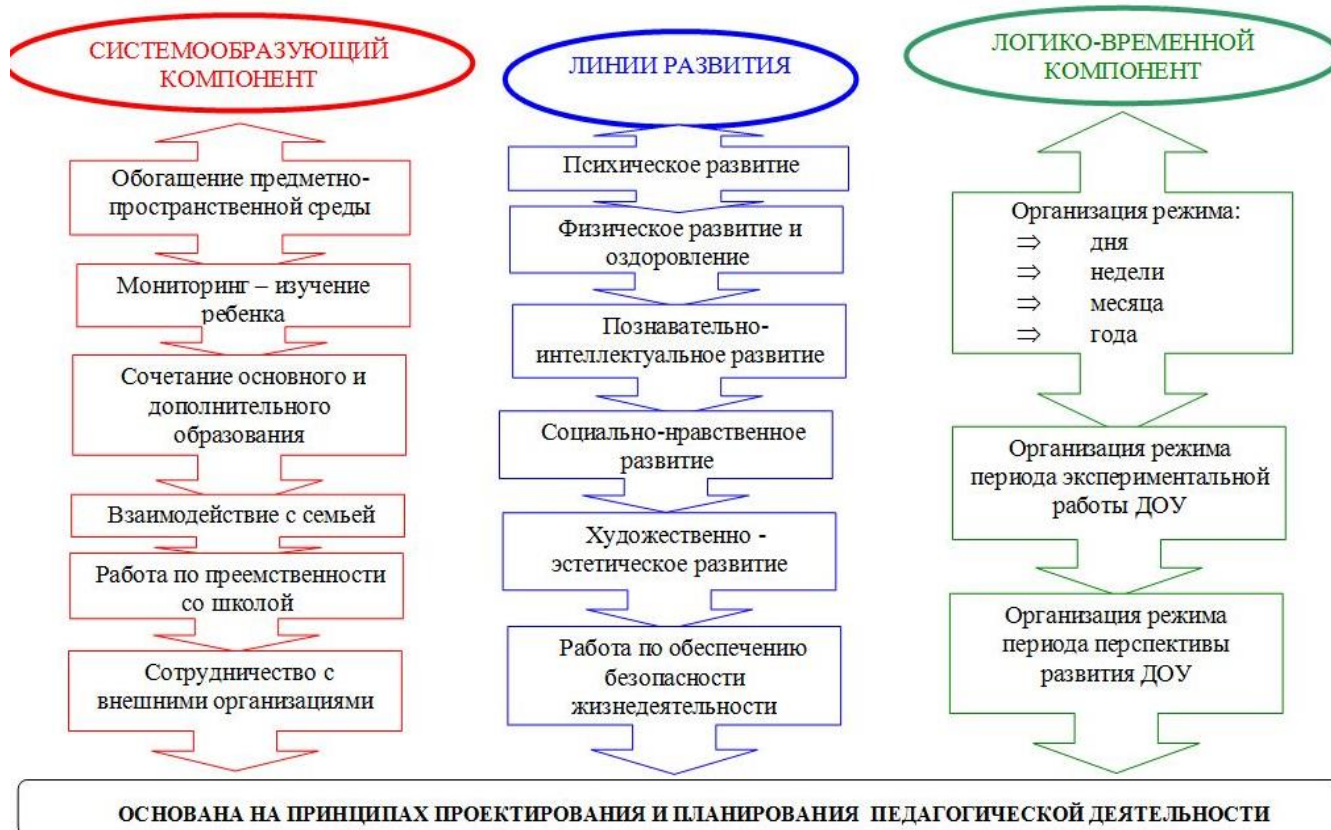 СИСТЕМООБРАЗУЮЩИЙ
КОМПОНЕНТ
Обогащение предметно-
пространственной среды
Мониторинг – изучение
ребенка
Сочетание основного и
дополнительного
образования
Взаимодействие с семьей
Работа по преемственности
со школой
Сотрудничество с
внешними организациями
ЛИНИИ РАЗВИТИЯ
Психическое развитие
Физическое развитие и
оздоровление
Познавательно-
интеллектуальное развитие
Социально-нравственное
развитие
Художественно -
эстетическое развитие
Работа по обеспечению
безопасности
жизнедеятельности
ЛОГИКО-ВРЕМЕННОЙ
КОМПОНЕНТ
Организация режима:
⇒ дня
⇒ недели
⇒ месяца
⇒ года
Организация режима
периода экспериментальной
работы ДОУ
Организация режима
периода перспективы
развития ДОУ
ОСНОВАНА НА ПРИНЦИПАХ ПРОЕКТИРОВАНИЯ И ПЛАНИРОВАНИЯ ПЕДАГОГИЧЕСКОЙ ДЕЯТЕЛЬНОСТИ